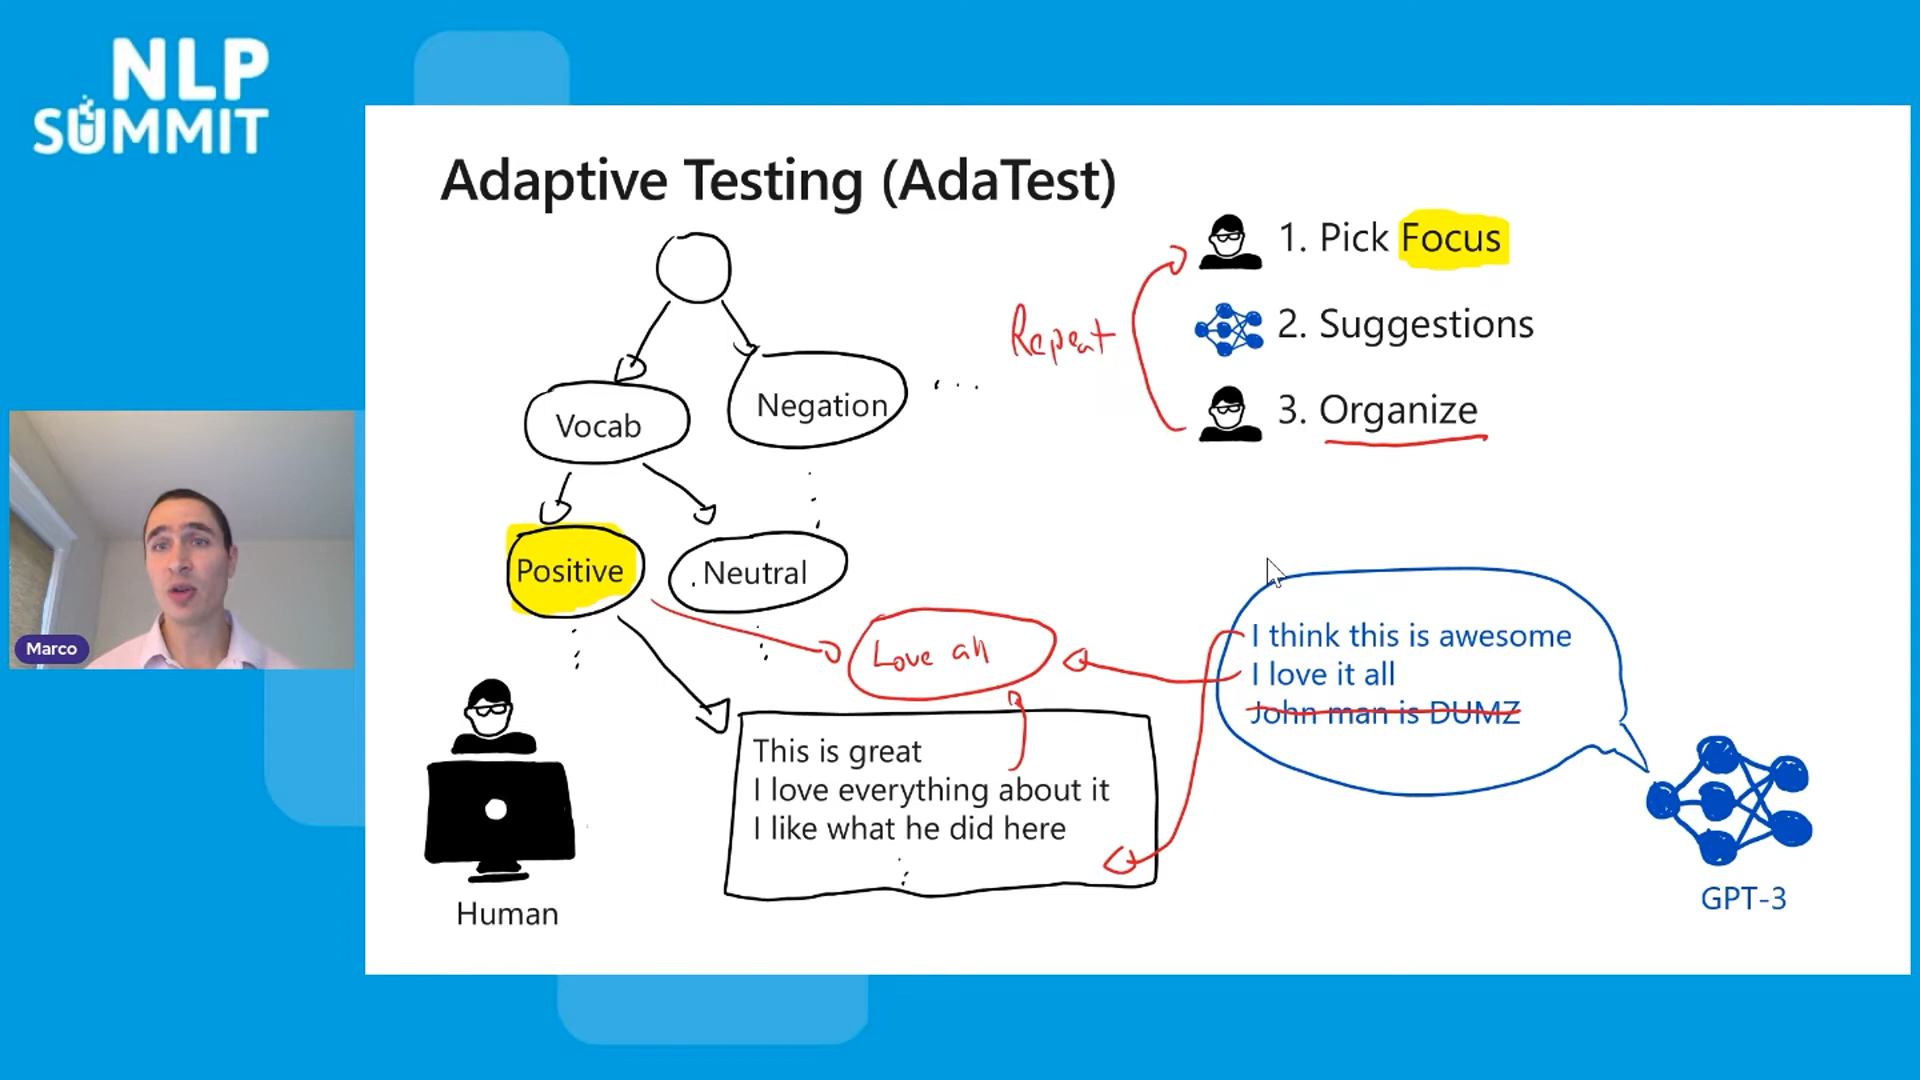 NLP
SUMMIT
Adaptive Testing (AdaTest)
1. Pick Focus
2. Suggestions
3. Organize
Repeat
Vocab
Negation
...
Positive
Neutral
Love all
I think this is awesome
I love it all
John man is DUMZ
This is great
I love everything about it
I like what he did here
Human
GPT-3
Marco